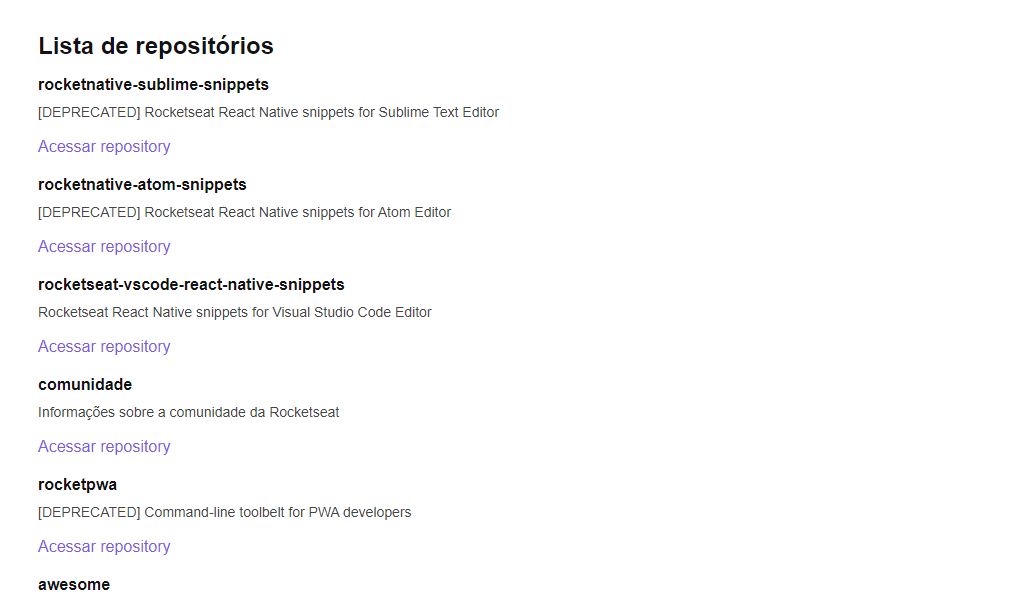 Lista de repositórios
rocketnative-sublime-snippets
[DEPRECATED] Rocketseat React Native snippets for Sublime Text Editor
Acessar repository
rocketnative-atom-snippets
[DEPRECATED] Rocketseat React Native snippets for Atom Editor
Acessar repository
rocketseat-vscode-react-native-snippets
Rocketseat React Native snippets for Visual Studio Code Editor
Acessar repository
comunidade
Informações sobre a comunidade da Rocketseat
Acessar repository
rocketpwa
[DEPRECATED] Command-line toolbelt for PWA developers
Acessar repository
awesome